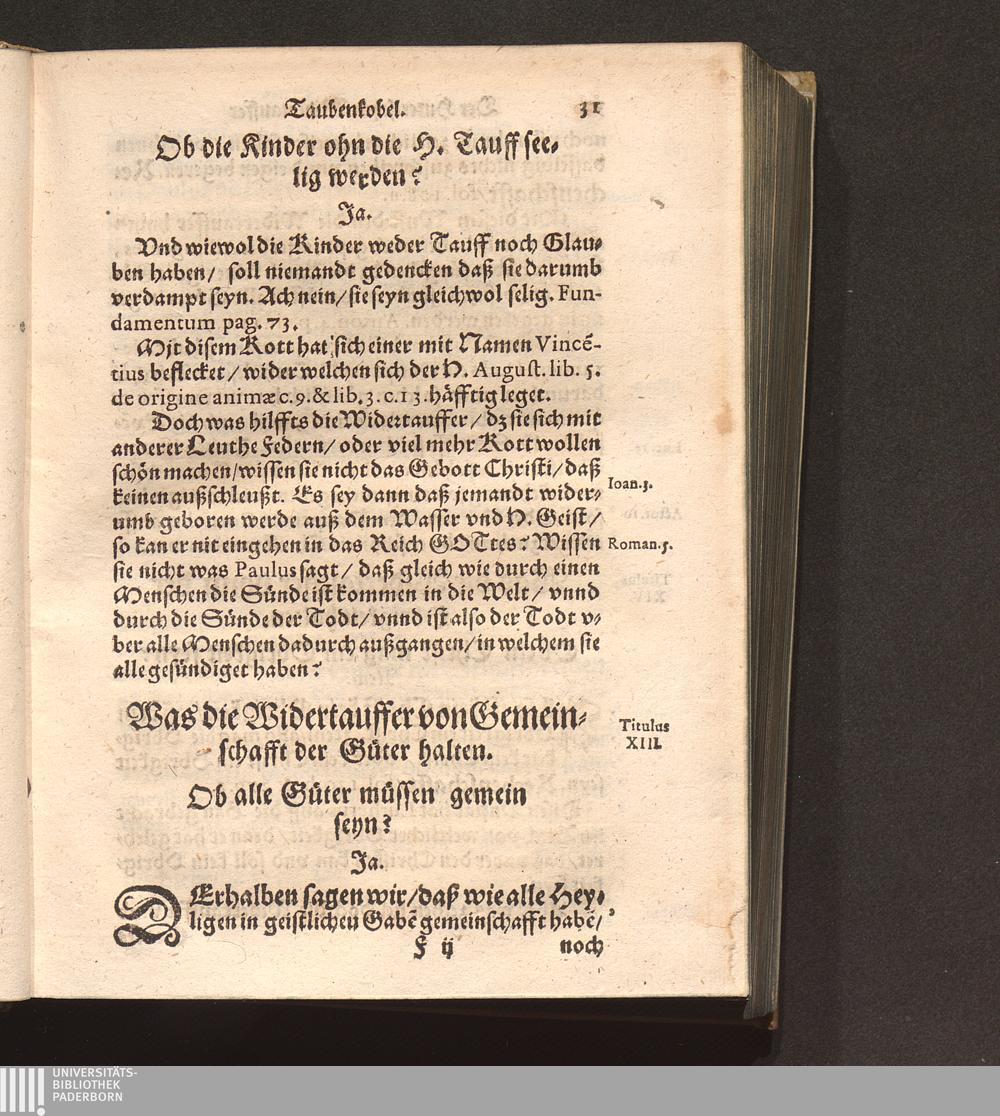 Taubenkobel. 31
Ob die Kinder ohn die H. Tauff see-
lig werden?
Ja.
Vnd wiewol die Kinder weder Tauff noch Glau-
ben haben/ soll niemandt gedencken daß sie darumb
verdampt seyn. Ach nein/ sie seyn gleichwol selig. Fun-
damentum pag. 73.
Mit disem Kott hat sich einer mit Namen Vincẽ-
tius beflecket/ wider welchen sich der H. August. lib. 5.
de origine animæ c. 9. & lib. 3. c. 13. häfftig leget.
Doch was hilffts die Widertauffer/ dz sie sich mit
anderer Leuthe Federn/ oder viel mehr Kott wollen
schön machen/ wissen sie nicht das Gebott Christi/ daß
keinen außschleußt. Es sey dann daß jemandt wider-
Ioan. 3.
umb geboren werde auß dem Wasser vnd H. Geist/
so kan er nit eingehen in das Reich GOTtes? Wissen
Roman. 5.
sie nicht was Paulus sagt/ daß gleich wie durch einen
Menschen die Sünde ist kommen in die Welt/ vnnd
durch die Sünde der Todt/ vnnd ist also der Todt v-
ber alle Menschen dadurch außgangen/ in welchem sie
alle gesündiget haben?
Was die Widertauffer von Gemein-
schafft der Güter halten.
Titulus
XIII.
Ob alle Güter müssen gemein
seyn?
Ja.
DErhalben sagen wir/ daß wie alle Hey-
ligen in geistlichen Gabẽ gemeinschafft habẽ/
F ij noch
UNIVERSITÄTS-
BIBLIOTHEK
PADERBORN